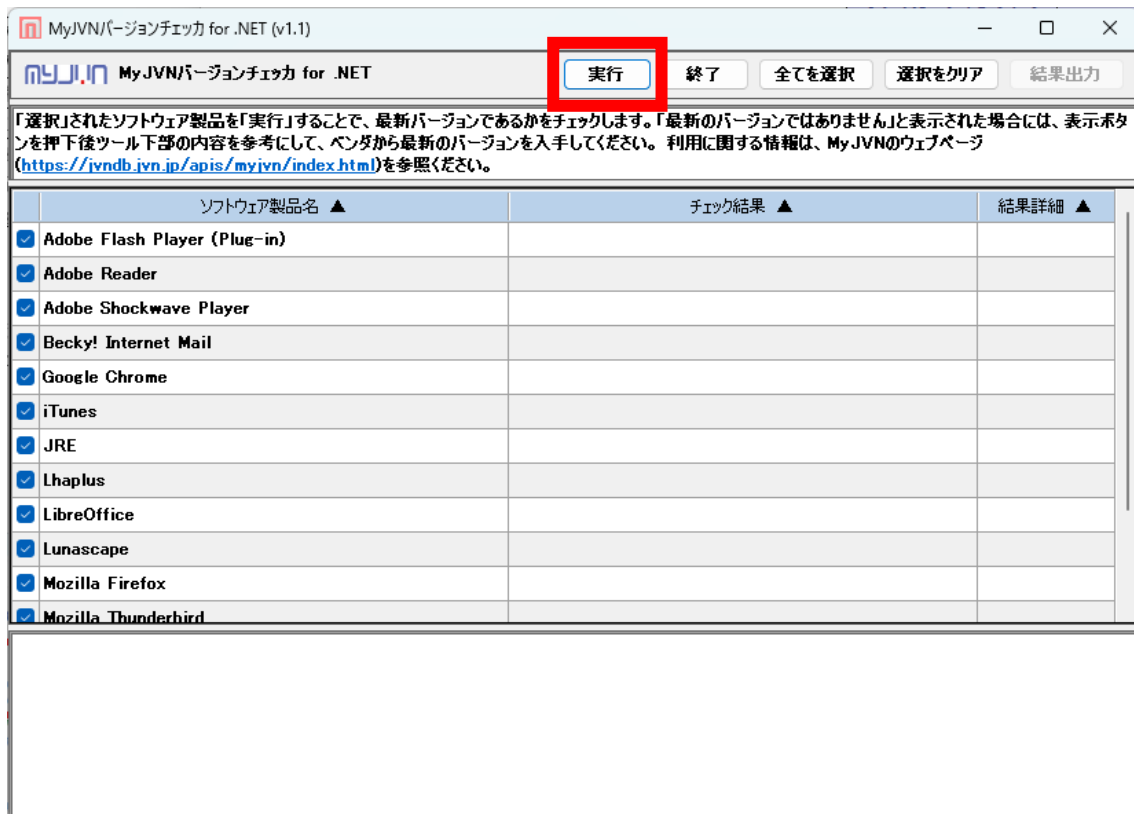 MyJVNバージョンチェッカ for .NET (v1.1)
MyJVN MyJVNバージョンチェッカ for .NET 実行 終了 全てを選択 選択をクリア 結果出力
「選択」されたソフトウェア製品を「実行」することで、最新バージョンであるかをチェックします。「最新のバージョンではありません」と表示された場合には、表示ボタ
ンを押下後ツール下部の内容を参考にして、ベンダから最新のバージョンを入手してください。 利用に関する情報は、MyJVNのウェブページ
(https://jvndb.jvn.jp/apis/myjvn/index.html)を参照ください。
ソフトウェア製品名 ▲ チェック結果 ▲ 結果詳細 ▲
Adobe Flash Player (Plug-in)
Adobe Reader
Adobe Shockwave Player
Becky! Internet Mail
Google Chrome
iTunes
JRE
Lhaplus
LibreOffice
Lunascape
Mozilla Firefox
Mozilla Thunderbird